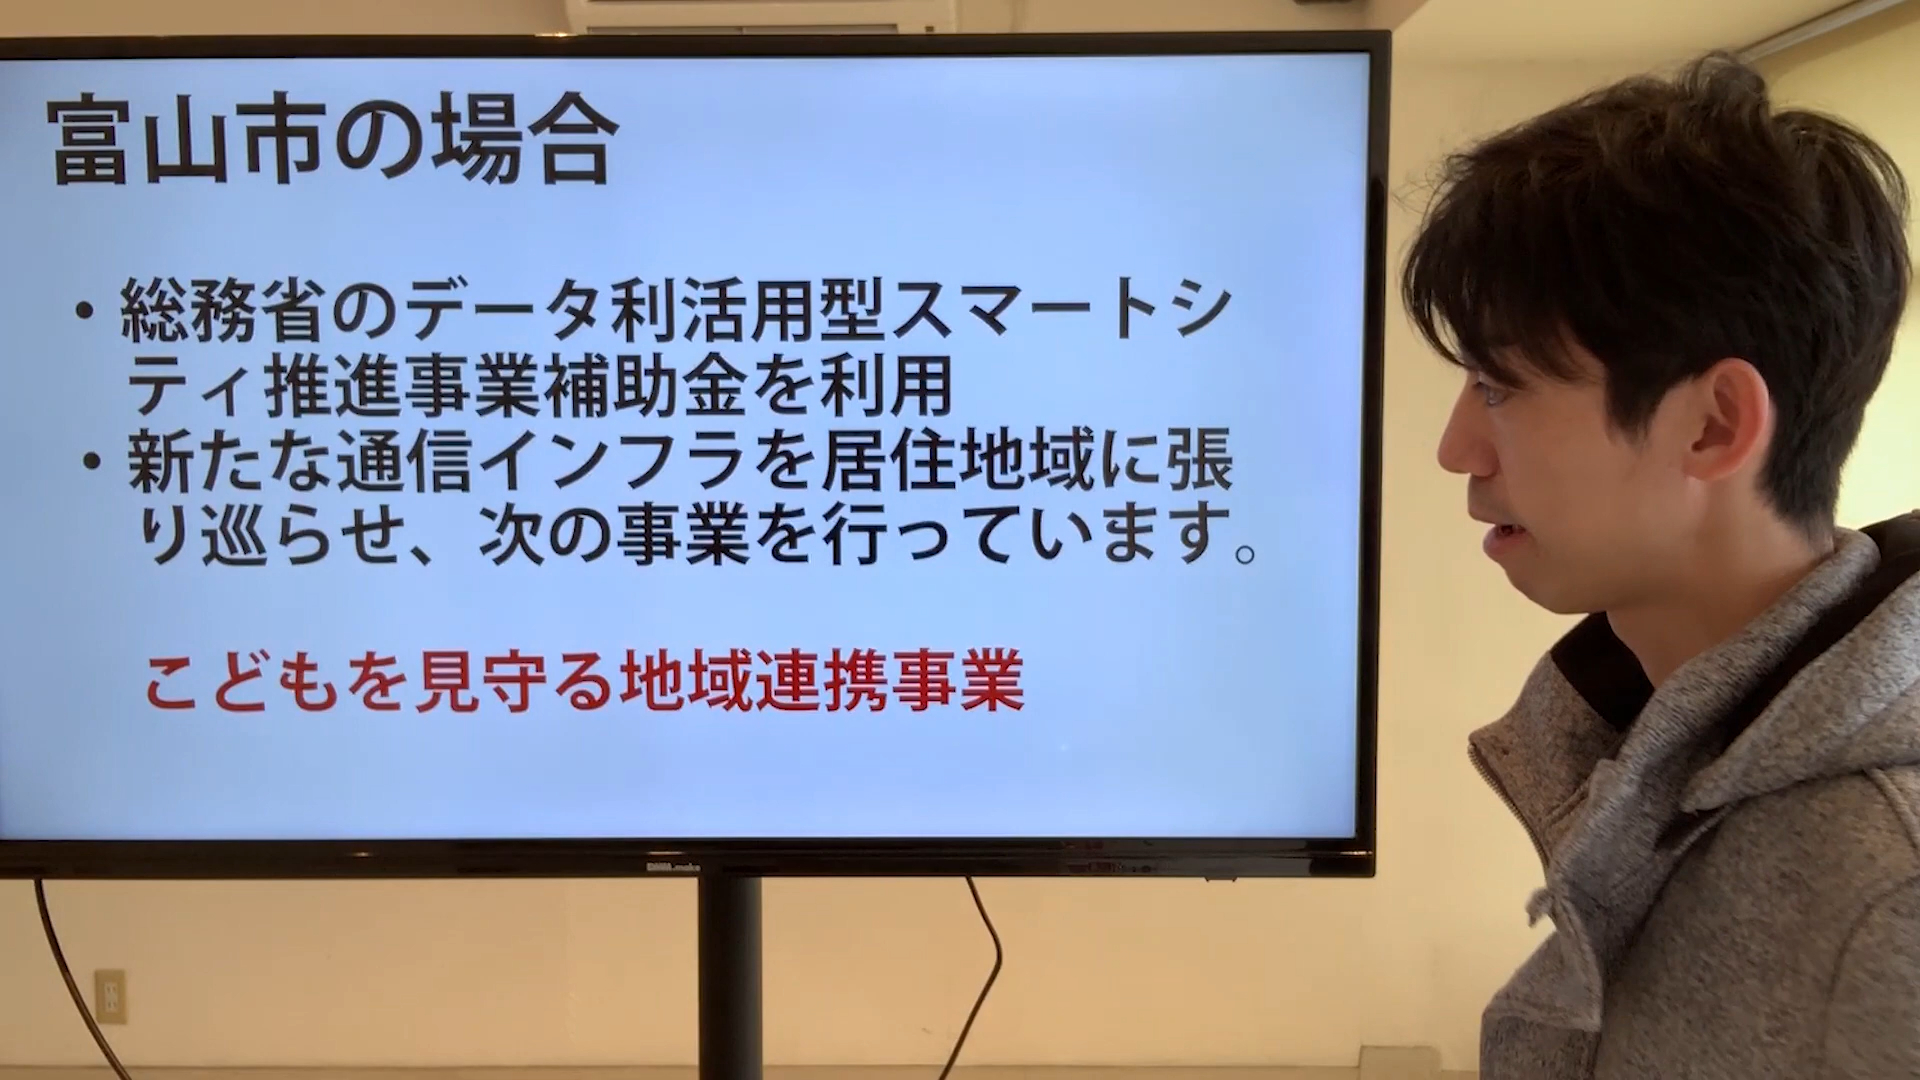 富山市の場合
・総務省のデータ利活用型スマートシ
ティ推進事業補助金を利用
・新たな通信インフラを居住地域に張
り巡らせ、次の事業を行っています。
こどもを見守る地域連携事業
DMM.make